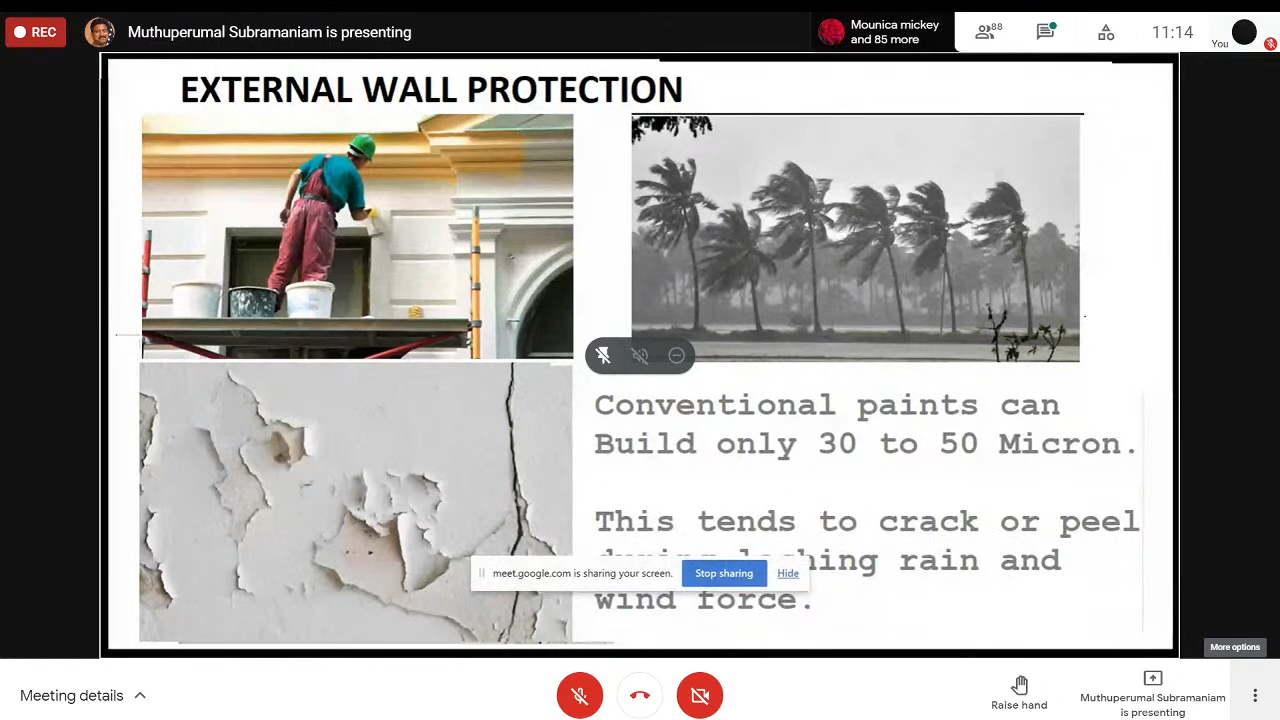 REC
Muthuperumal Subramaniam is presenting
Mounica mickey
and 85 more
88
11:14
You
EXTERNAL WALL PROTECTION
Conventional paints can
Build only 30 to 50 Micron.
This tends to crack or peel
during lashing rain and
wind force.
meet.google.com is sharing your screen.
Stop sharing
Hide
More options
Meeting details
Raise hand
Muthuperumal Subramaniam
is presenting